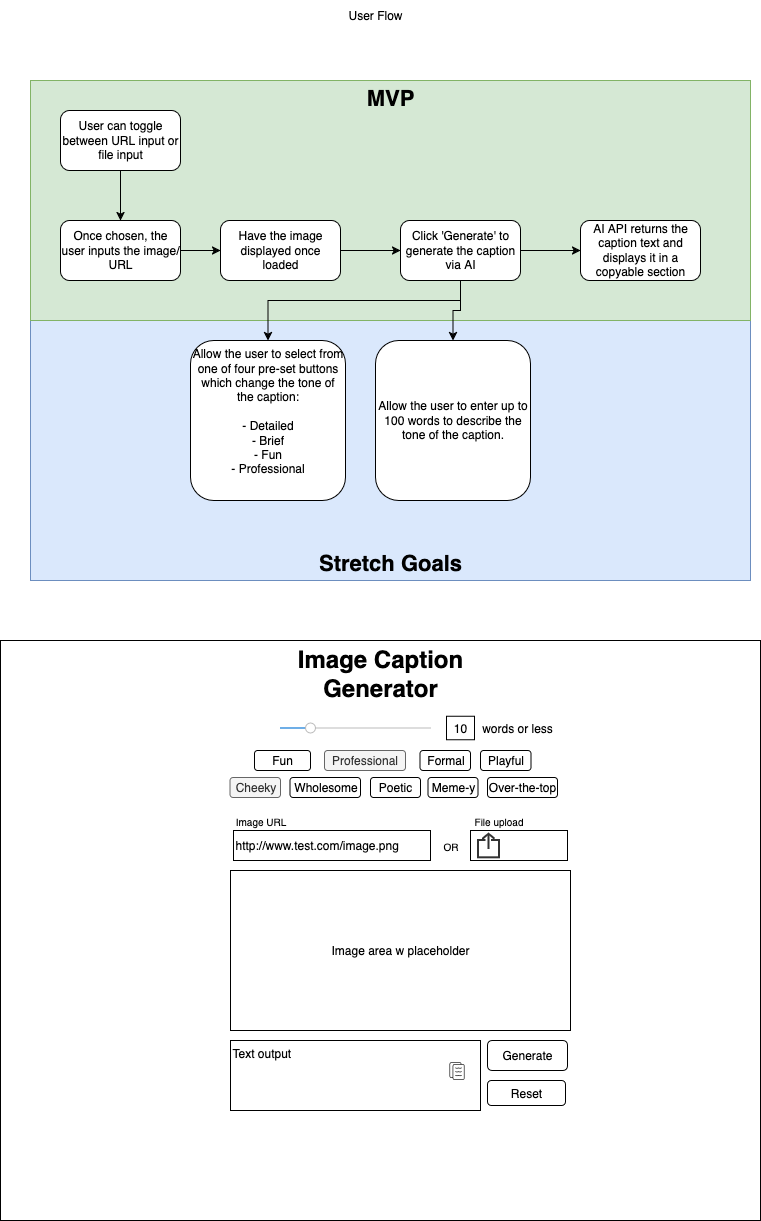 User Flow
MVP
User can toggle
between URL input or
file input
Once chosen, the
user inputs the image/
URL
Have the image
displayed once
loaded
Click 'Generate' to
generate the caption
via AI
AI API returns the
caption text and
displays it in a
copyable section
Allow the user to select from
one of four pre-set buttons
which change the tone of
the caption:
- Detailed
- Brief
- Fun
- Professional
Allow the user to enter up to
100 words to describe the
tone of the caption.
Stretch Goals
Image Caption
Generator
10 words or less
Fun Professional Formal Playful
Cheeky Wholesome Poetic Meme-y Over-the-top
Image URL File upload
http://www.test.com/image.png OR
Image area w placeholder
Text output
Generate
Reset